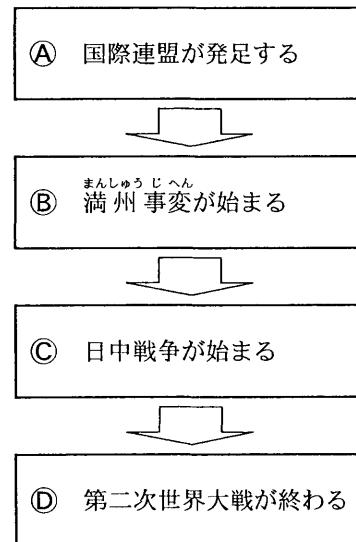 Ⓐ 国際連盟が発足する
まんしゅう じ へん
Ⓑ 満州事変が始まる
Ⓒ 日中戦争が始まる
Ⓓ 第二次世界大戦が終わる